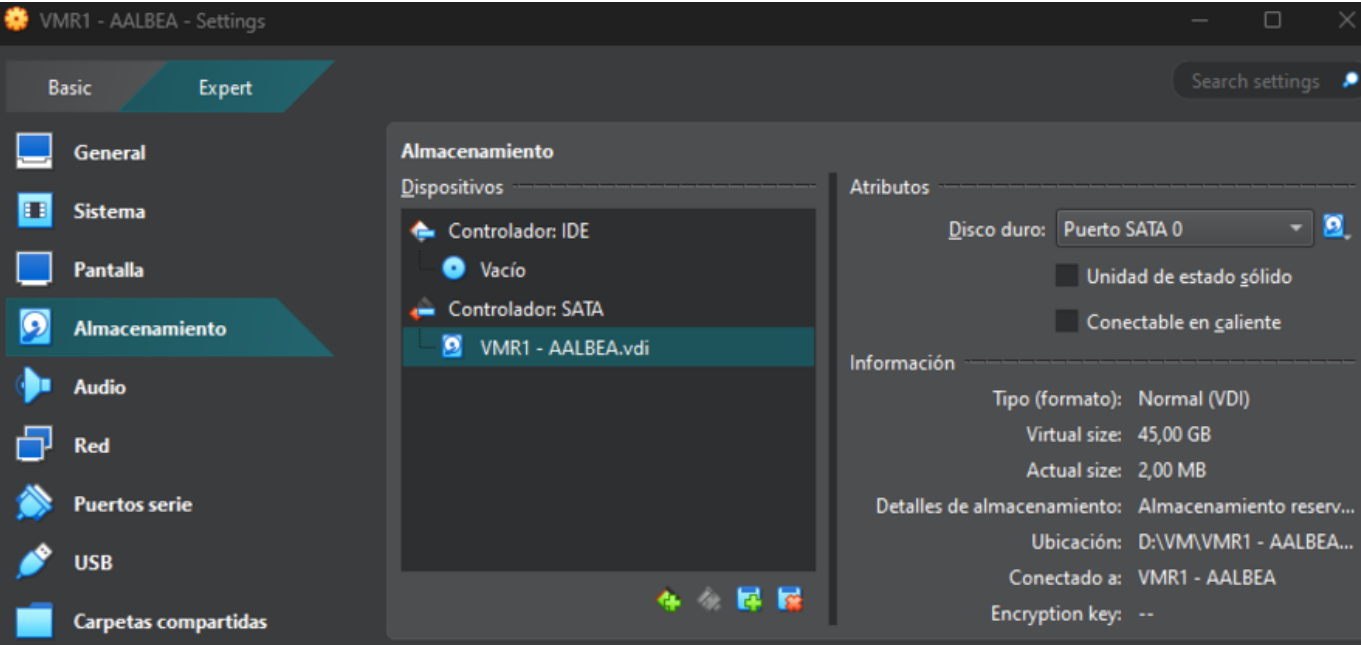 VMR1 - AALBEA - Settings
Basic
Expert
Search settings
General
Sistema
Pantalla
Almacenamiento
Audio
Red
Puertos serie
USB
Carpetas compartidas
Almacenamiento
Dispositivos
Controlador: IDE
Vacío
Controlador: SATA
VMR1 - AALBEA.vdi
Atributos
Disco duro: Puerto SATA 0
Unidad de estado sólido
Conectable en caliente
Información
Tipo (formato): Normal (VDI)
Virtual size: 45,00 GB
Actual size: 2,00 MB
Detalles de almacenamiento: Almacenamiento reserv...
Ubicación: D:\VM\VMR1 - AALBEA...
Conectado a: VMR1 - AALBEA
Encryption key: --